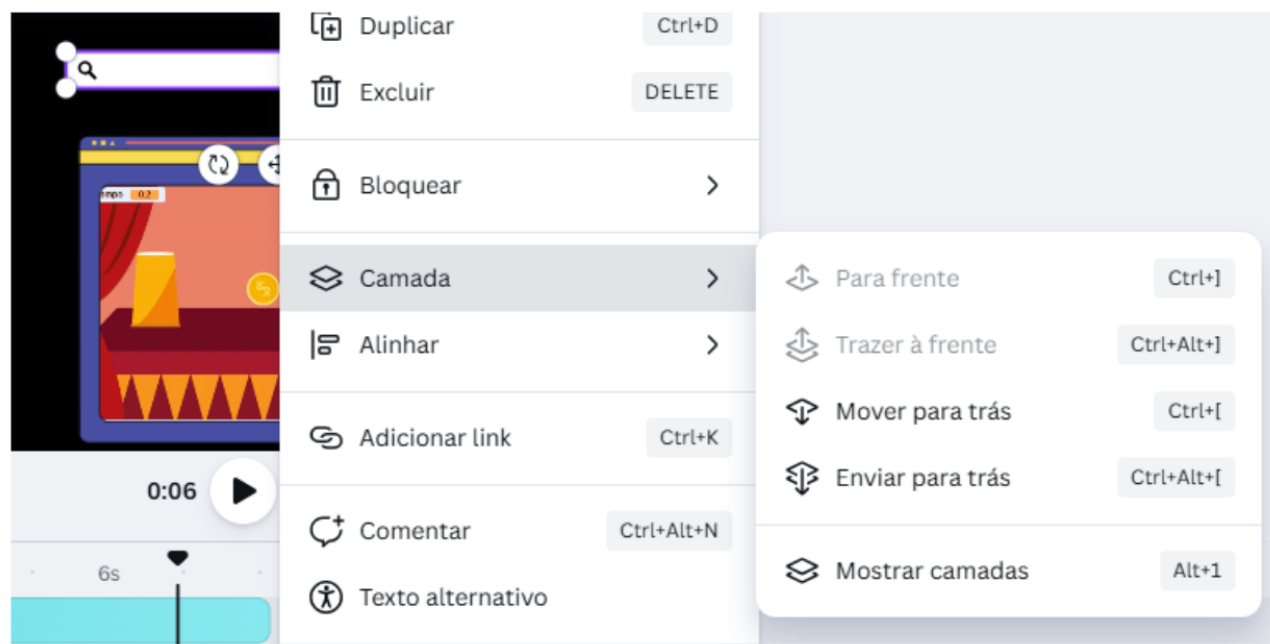 Duplicar Ctrl+D
Excluir DELETE
Bloquear
Camada
Alinhar
Adicionar link Ctrl+K
Comentar Ctrl+Alt+N
Texto alternativo
Para frente Ctrl+]
Trazer à frente Ctrl+Alt+]
Mover para trás Ctrl+[
Enviar para trás Ctrl+Alt+[
Mostrar camadas Alt+1
0.2
0:06
6s